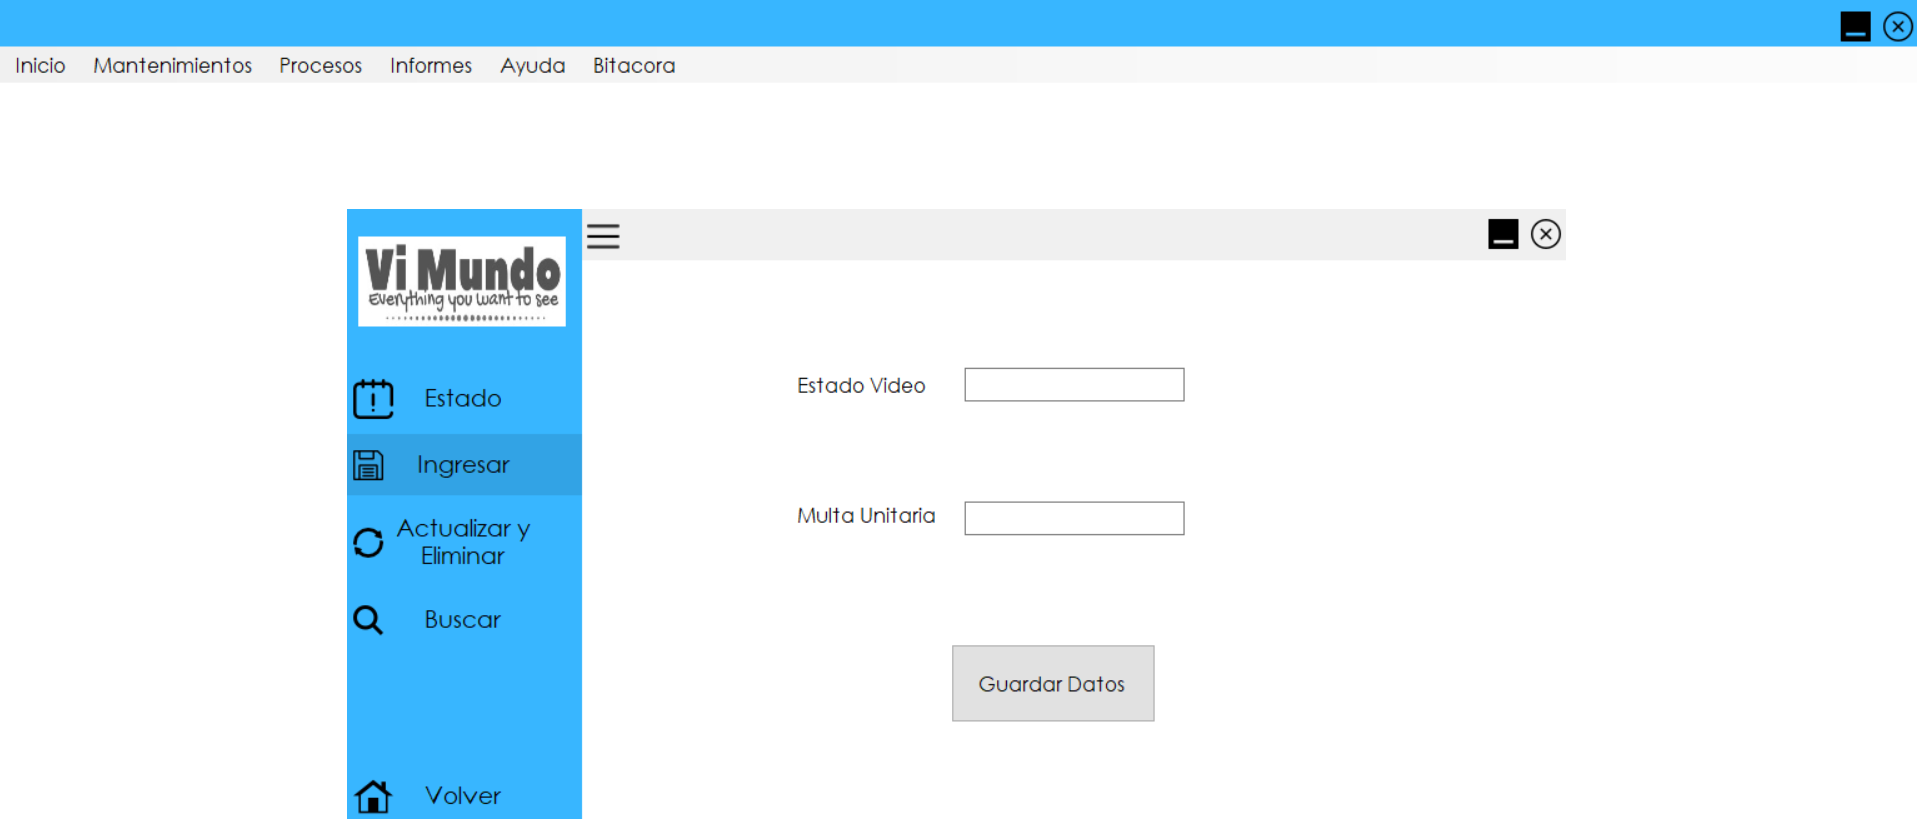 Inicio Mantenimientos Procesos Informes Ayuda Bitacora
Vi Mundo
Everything you want to see
Estado
Ingresar
Actualizar y
Eliminar
Buscar
Volver
Estado Video
Multa Unitaria
Guardar Datos